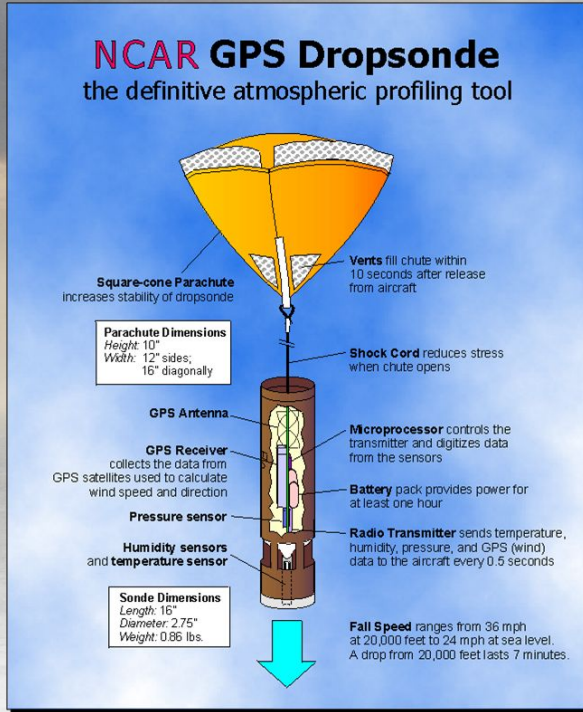 NCAR GPS Dropsonde
the definitive atmospheric profiling tool
Vents fill chute within
10 seconds after release
from aircraft
Square-cone Parachute
increases stability of dropsonde
Parachute Dimensions
Height: 10"
Width: 12" sides;
16" diagonally
Shock Cord reduces stress
when chute opens
GPS Antenna
Microprocessor controls the
transmitter and digitizes data
from the sensors
GPS Receiver
collects the data from
GPS satellites used to calculate
wind speed and direction
Battery pack provides power for
at least one hour
Pressure sensor
Radio Transmitter sends temperature,
humidity, pressure, and GPS (wind)
data to the aircraft every 0.5 seconds
Humidity sensors
and temperature sensor
Sonde Dimensions
Length: 16"
Diameter: 2.75"
Weight: 0.86 lbs.
Fall Speed ranges from 36 mph
at 20,000 feet to 24 mph at sea level.
A drop from 20,000 feet lasts 7 minutes.